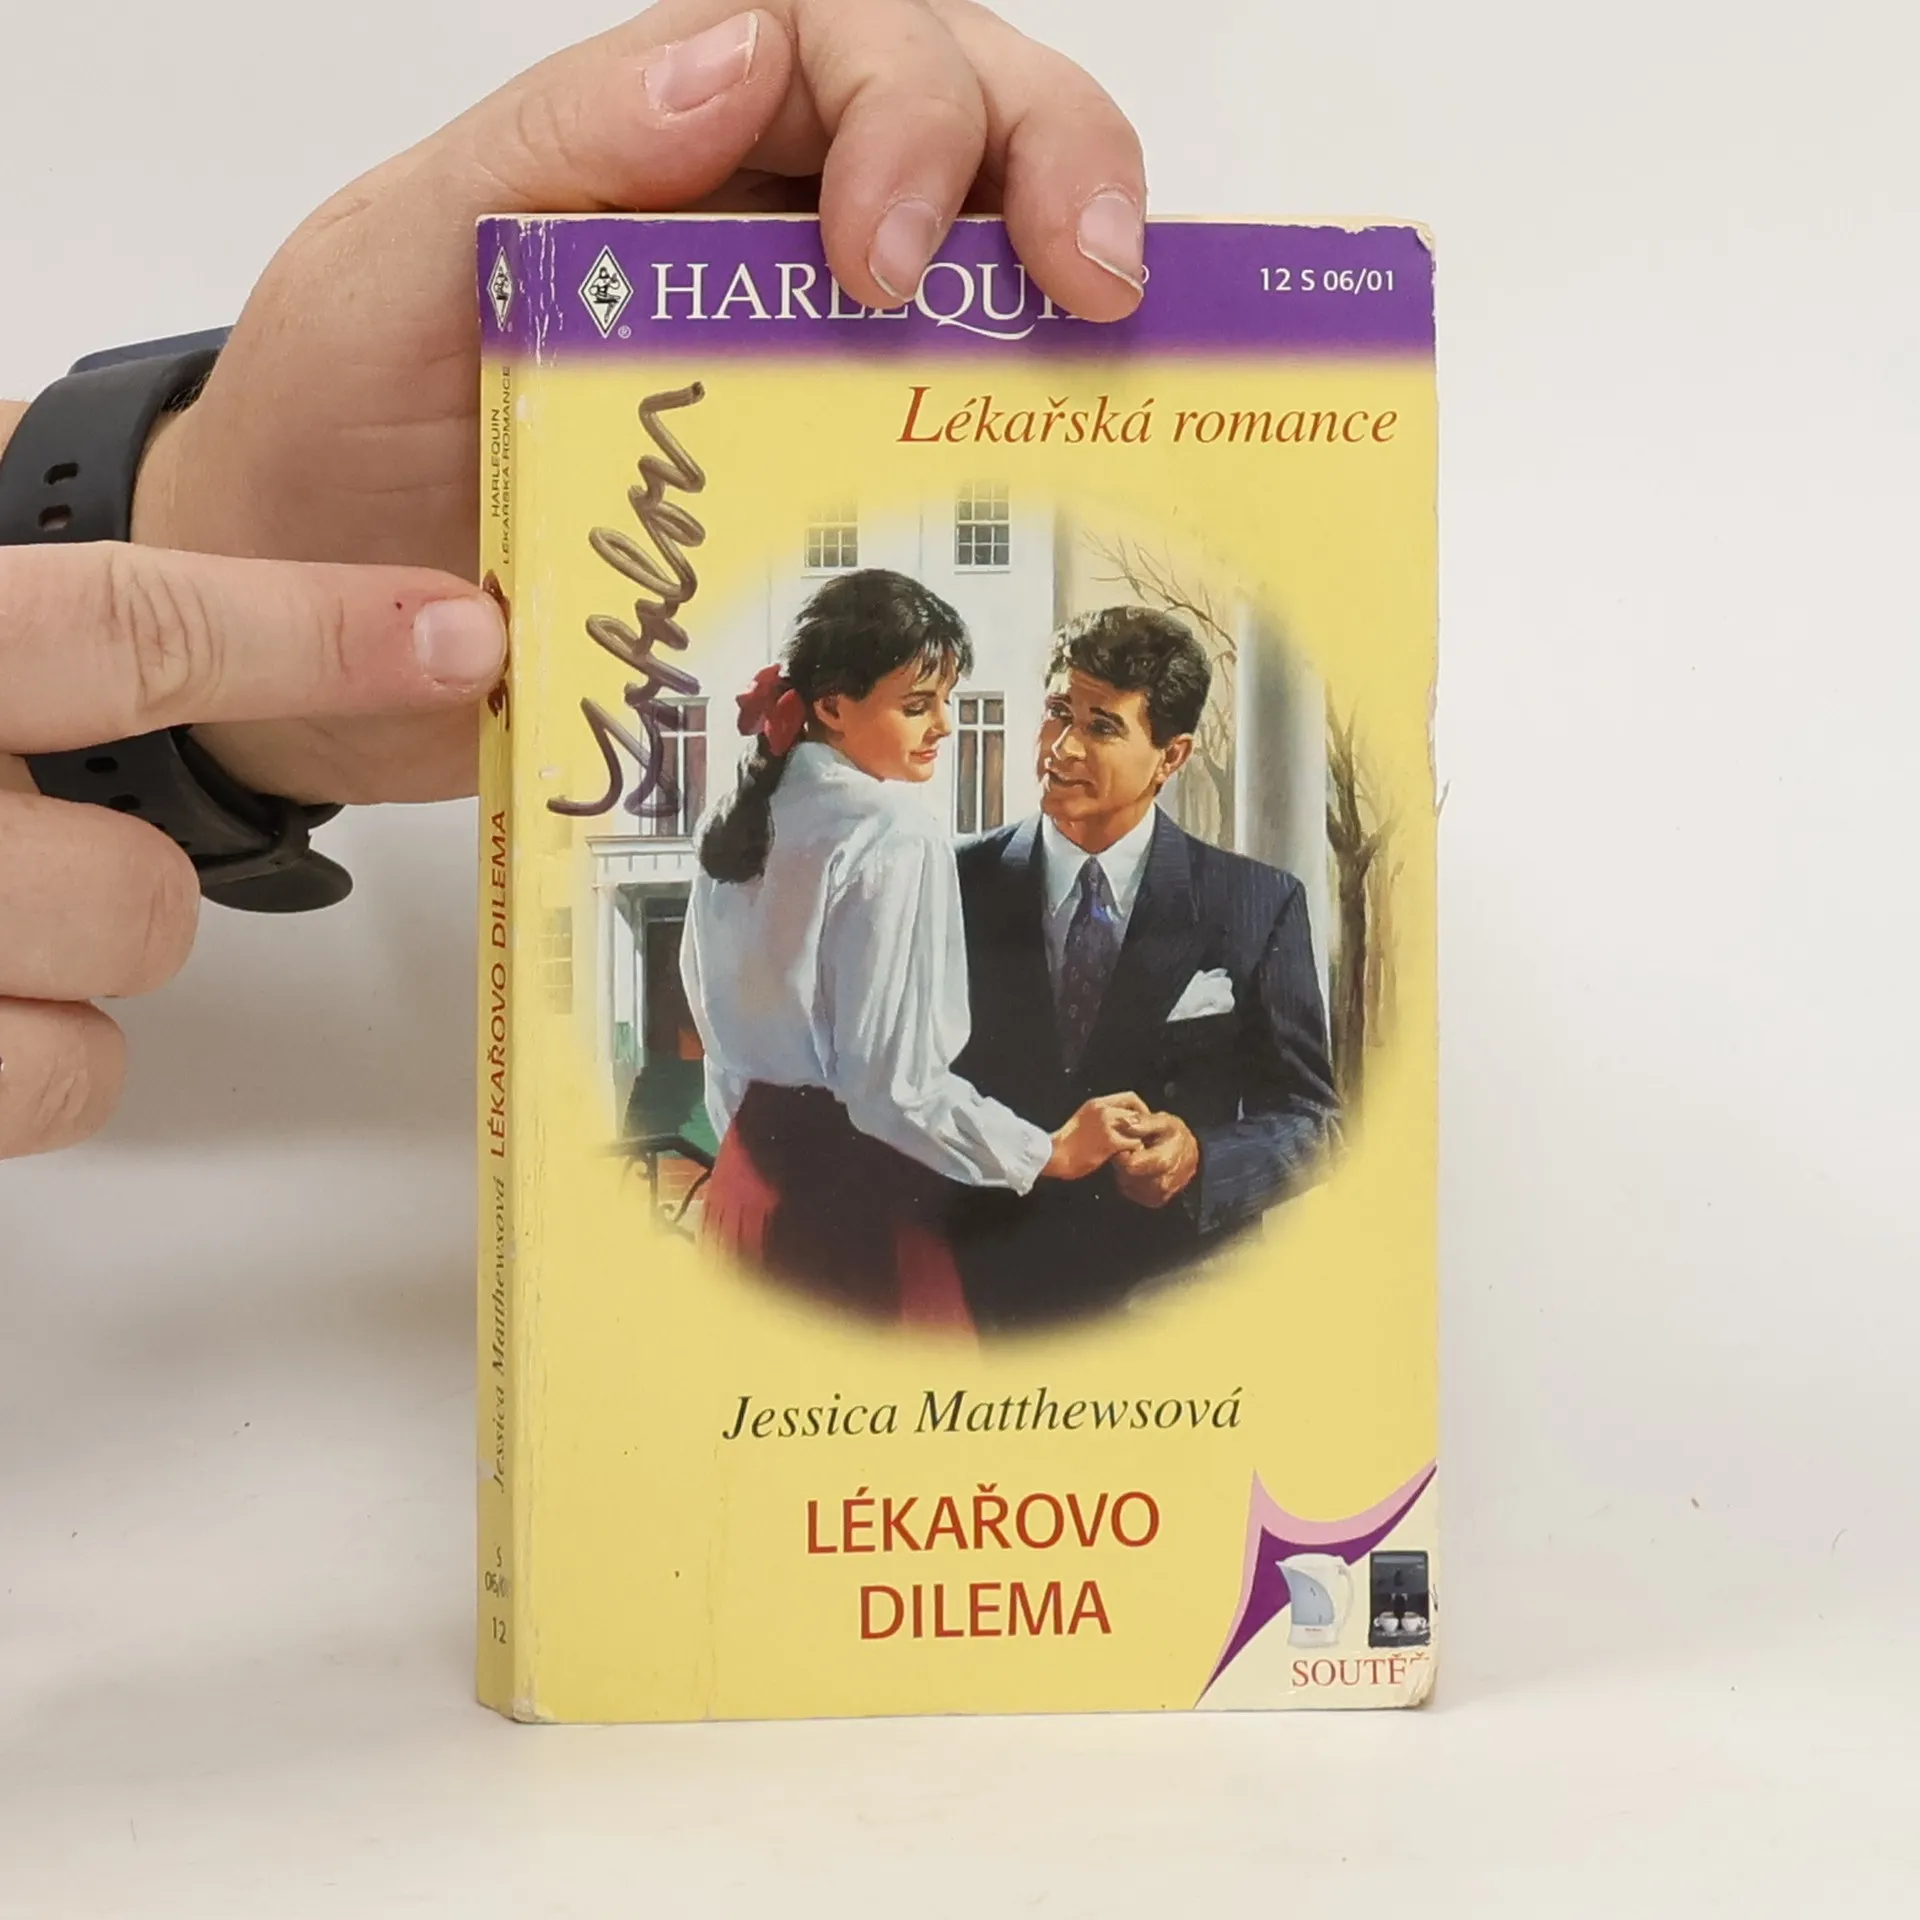 HARLEQUIN
12 S 06/01
Lékařská romance
Jessica Matthewsová
LÉKAŘOVO
DILEMA
SOUTĚŽ
HARLEQUIN
LÉKAŘSKÁ ROMANCE
LÉKAŘOVO DILEMA
Jessica Matthewsová
S
06/01
12